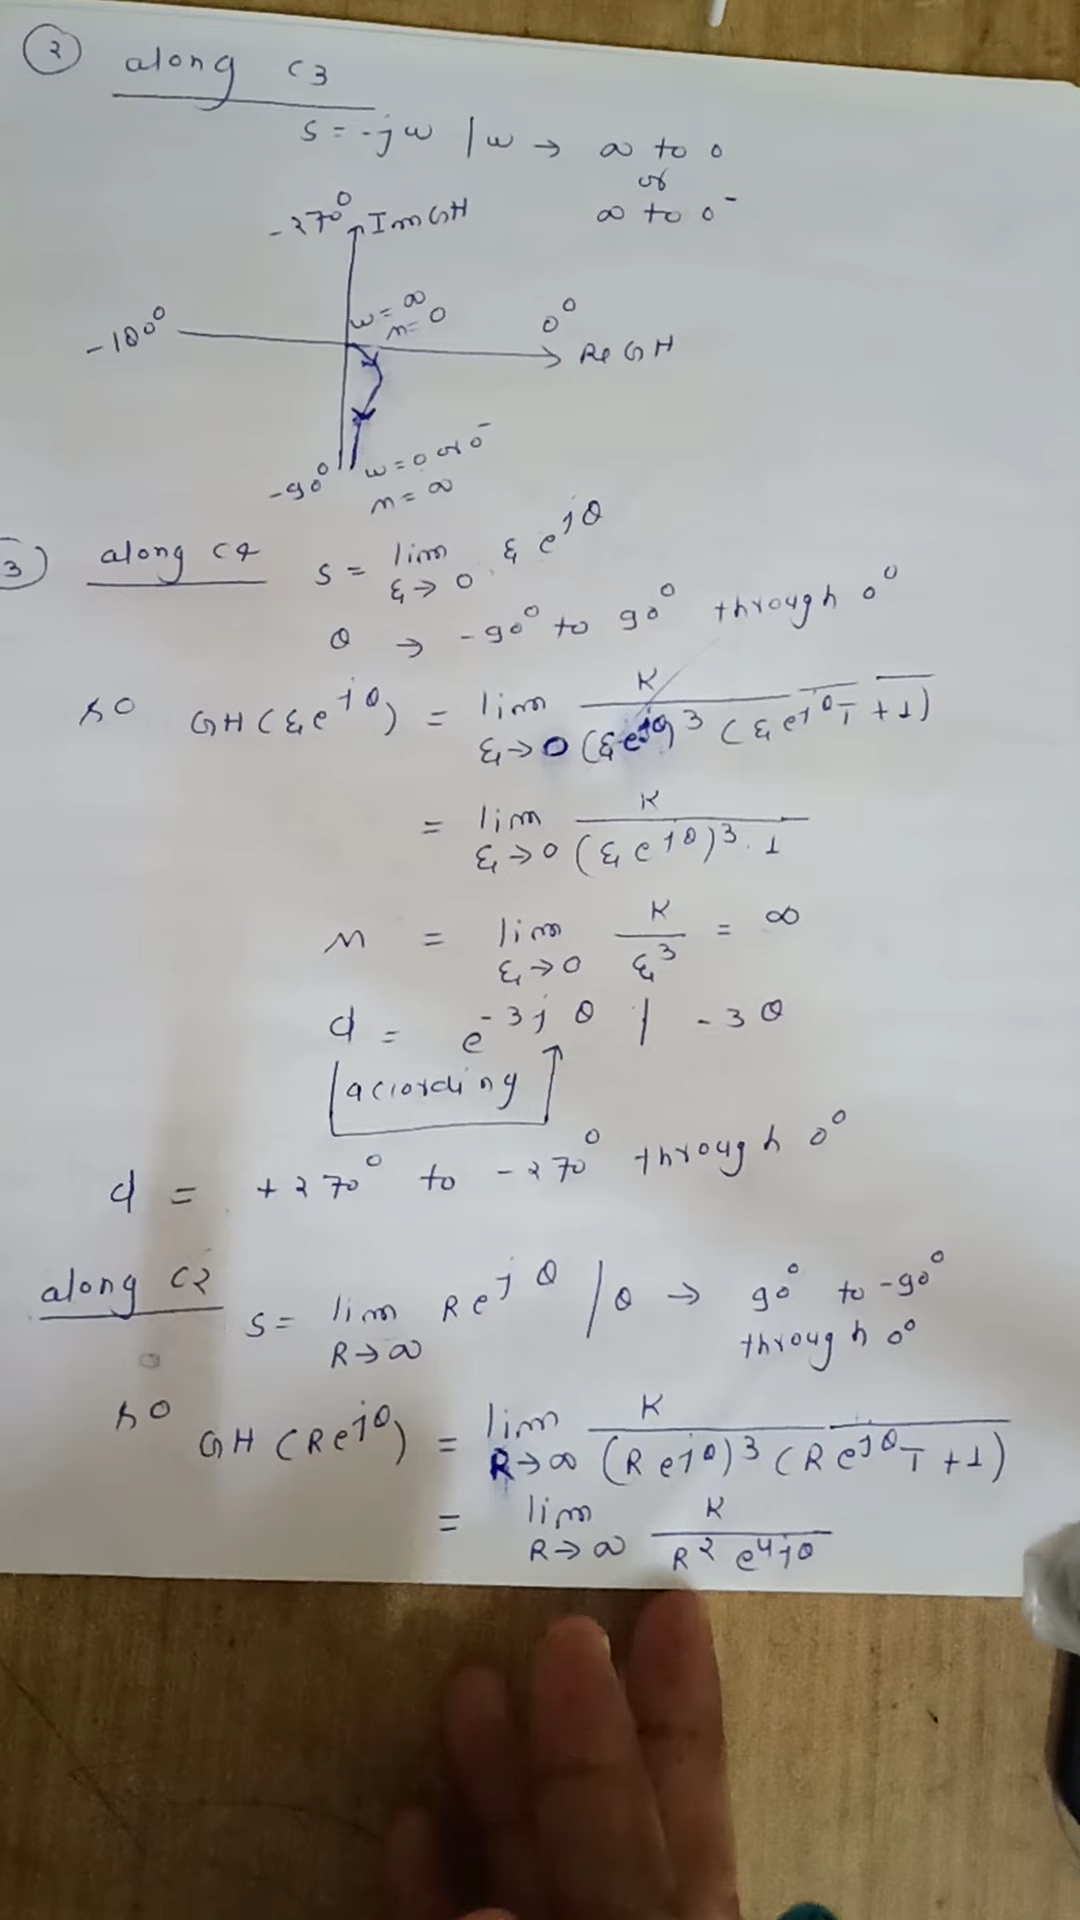 ② along C3
s = -jω | ω → ∞ to 0
or
∞ to 0⁻
-270° Im GH
ω = ∞
m = 0
-180°
0°
Re GH
ω = 0 or 0⁻
-90°
m = ∞
③ along C4 s = lim ε→0 ε e^{jθ}
θ → -90° to 90° through 0°
so GH(εe^{jθ}) = lim ε→0 K / (εe^{jθ})³ (εe^{jθ}T + 1)
= lim ε→0 K / (εe^{jθ})³ . 1
m = lim ε→0 K / ε³ = ∞
ϕ = e^{-3jθ} | -3θ
acording
ϕ = +270° to -270° through 0°
along C2 s = lim R→∞ Re^{jθ} / θ → 90° to -90°
through 0°
so GH(Re^{jθ}) = lim R→∞ K / (Re^{jθ})³ (Re^{jθ}T + 1)
= lim R→∞ K / R² e^{4jθ}